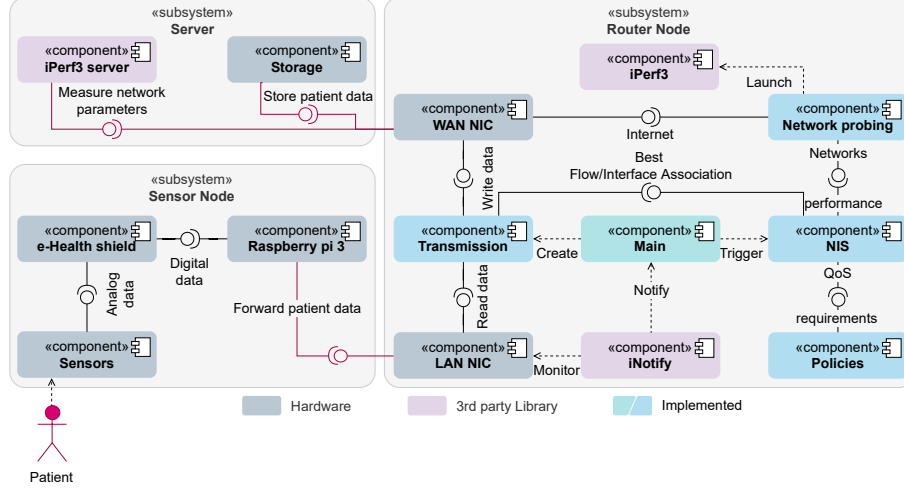 «subsystem»
Server
«component»
iPerf3 server
«component»
Storage
Measure network
parameters
Store patient data
«subsystem»
Router Node
«component»
iPerf3
Launch
«component»
WAN NIC
Internet
«component»
Network probing
Write data
Best
Flow/Interface Association
Networks
performance
«subsystem»
Sensor Node
«component»
e-Health shield
Digital
data
«component»
Raspberry pi 3
Analog
data
Forward patient data
«component»
Sensors
«component»
Transmission
Create
«component»
Main
Trigger
«component»
NIS
Read data
Notify
QoS
requirements
«component»
LAN NIC
Monitor
«component»
iNotify
«component»
Policies
Hardware
3rd party Library
Implemented
Patient